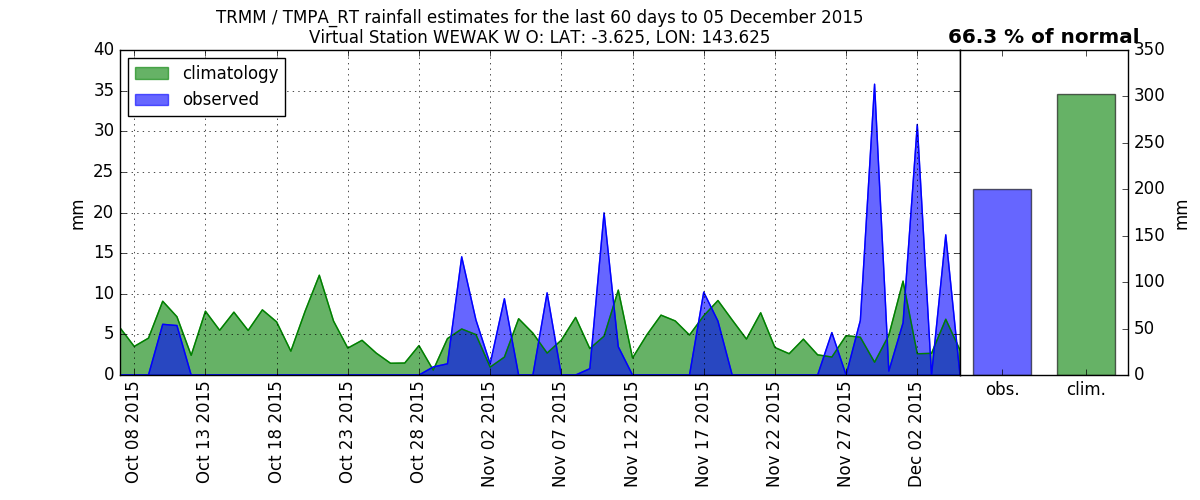 TRMM / TMPA_RT rainfall estimates for the last 60 days to 05 December 2015
Virtual Station WEWAK W O: LAT: -3.625, LON: 143.625
66.3 % of normal
climatology
observed
mm
40
35
30
25
20
15
10
5
0
350
300
250
200
150
100
50
0
mm
Oct 08 2015
Oct 13 2015
Oct 18 2015
Oct 23 2015
Oct 28 2015
Nov 02 2015
Nov 07 2015
Nov 12 2015
Nov 17 2015
Nov 22 2015
Nov 27 2015
Dec 02 2015
obs.
clim.